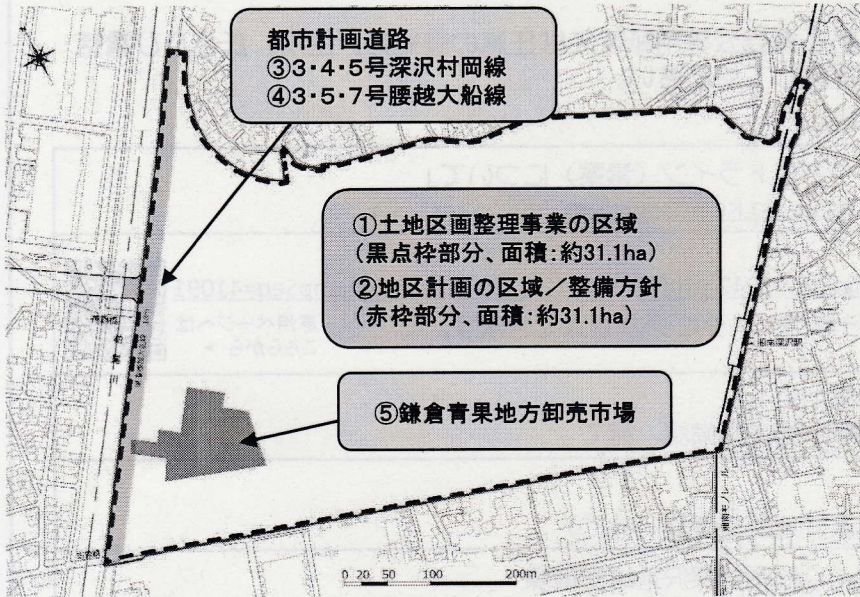 都市計画道路
③3・4・5号深沢村岡線
④3・5・7号腰越大船線
①土地区画整理事業の区域
(黒点枠部分、面積：約31.1ha)
②地区計画の区域／整備方針
(赤枠部分、面積：約31.1ha)
湘南深沢駅
⑤鎌倉青果地方卸売市場
0 20 50 100 200m